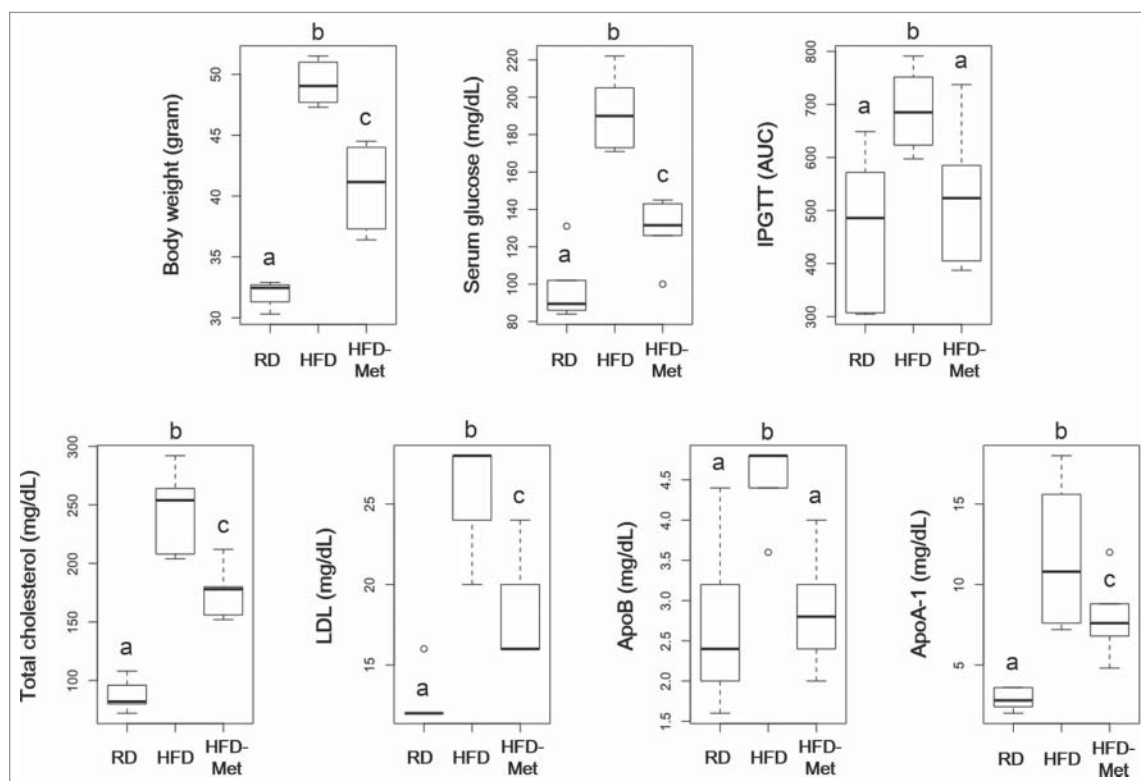 b
Body weight (gram)
50
45
40
35
30
a
c
RD
HFD
HFD-
Met
b
Serum glucose (mg/dL)
220
200
180
160
140
120
100
80
a
c
RD
HFD
HFD-
Met
b
IPGTT (AUC)
800
700
600
500
400
300
a
a
RD
HFD
HFD-
Met
b
Total cholesterol (mg/dL)
300
250
200
150
100
a
c
RD
HFD
HFD-
Met
b
LDL (mg/dL)
25
20
15
a
c
RD
HFD
HFD-
Met
b
ApoB (mg/dL)
4.5
4.0
3.5
3.0
2.5
2.0
1.5
a
a
RD
HFD
HFD-
Met
b
ApoA-1 (mg/dL)
15
10
5
a
c
RD
HFD
HFD-
Met